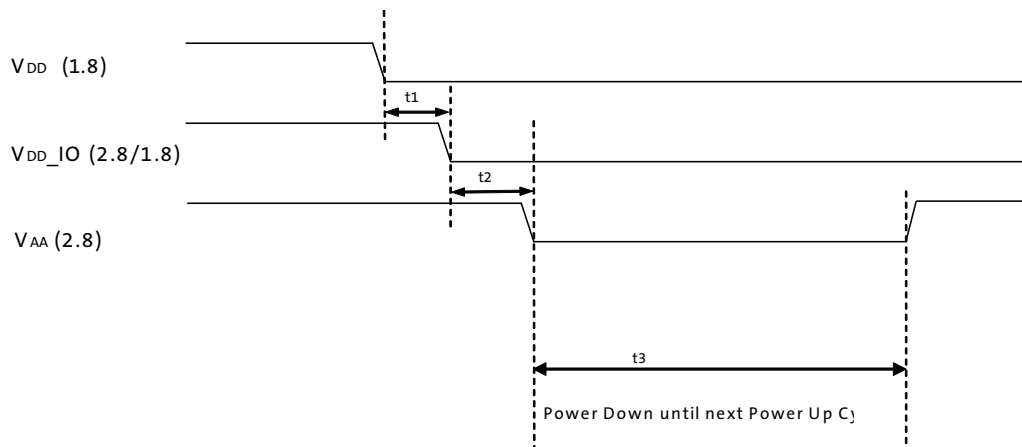 VDD (1.8)
t1
VDD_IO (2.8/1.8)
t2
VAA (2.8)
t3
Power Down until next Power Up